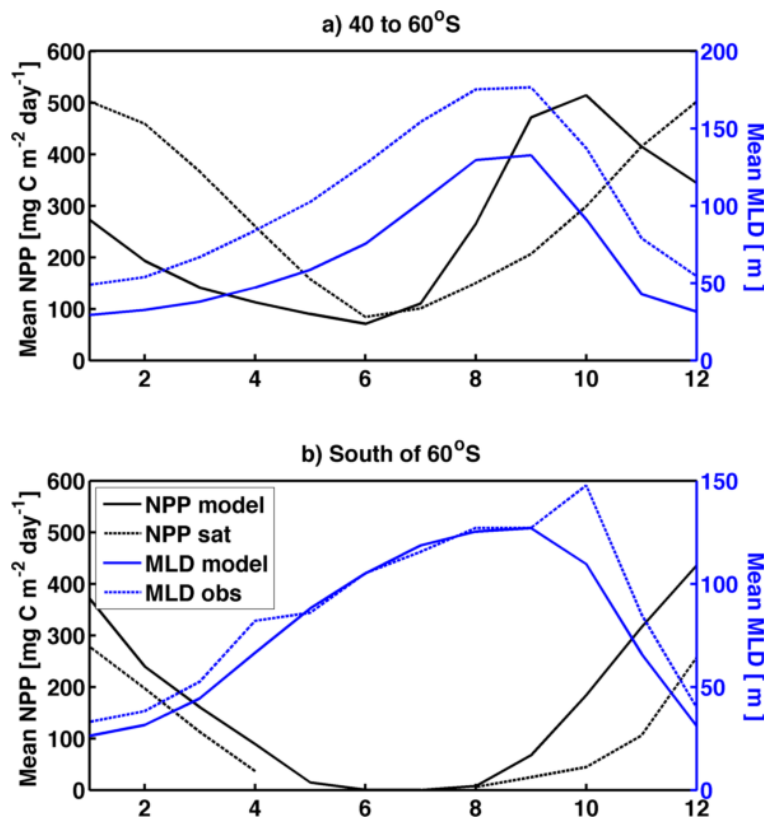 a) 40 to 60°S
600
500
400
300
200
100
0
Mean NPP [mg C m⁻² day⁻¹]
200
150
100
50
0
Mean MLD [ m ]
2 4 6 8 10 12
b) South of 60°S
600
500
400
300
200
100
0
Mean NPP [mg C m⁻² day⁻¹]
NPP model
NPP sat
MLD model
MLD obs
150
100
50
0
Mean MLD [ m ]
2 4 6 8 10 12